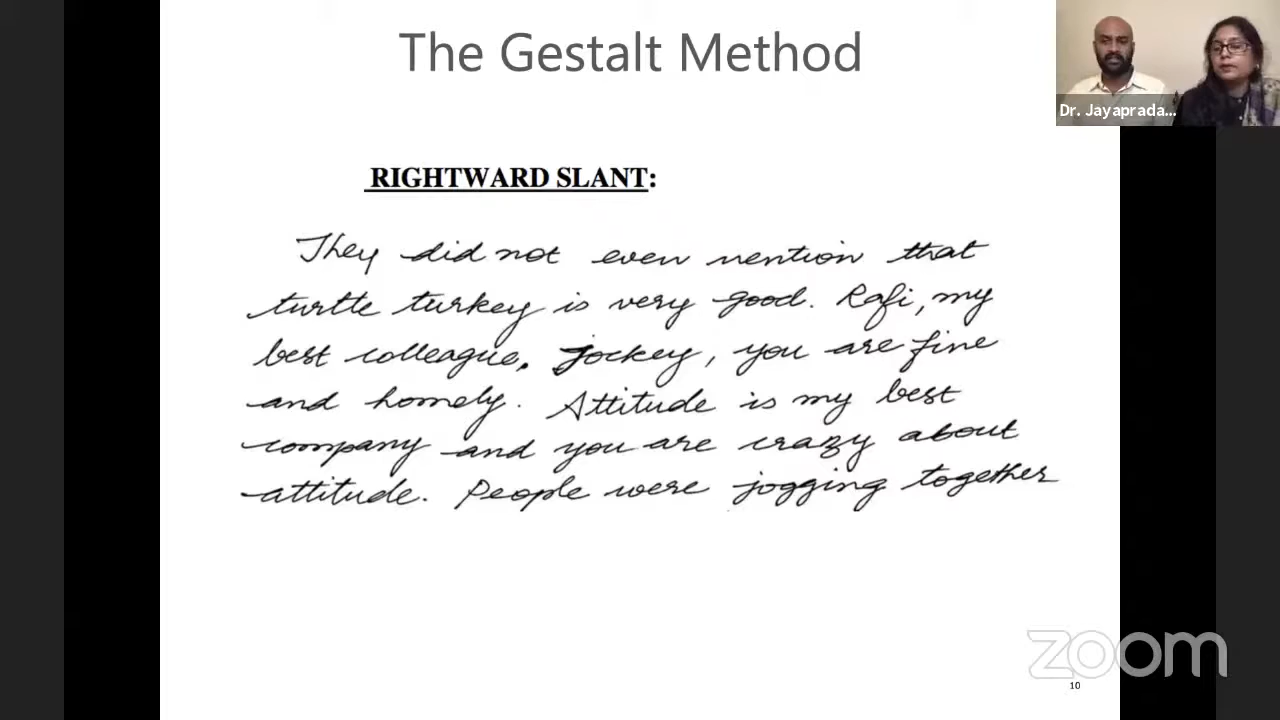 The Gestalt Method
Dr. Jayaprada...
RIGHTWARD SLANT:
They did not even mention that
turtle turkey is very good. Rafi, my
best colleague. Jockey, you are fine
and homely. Attitude is my best
company and you are crazy about
attitude. People were jogging together
zoom
10